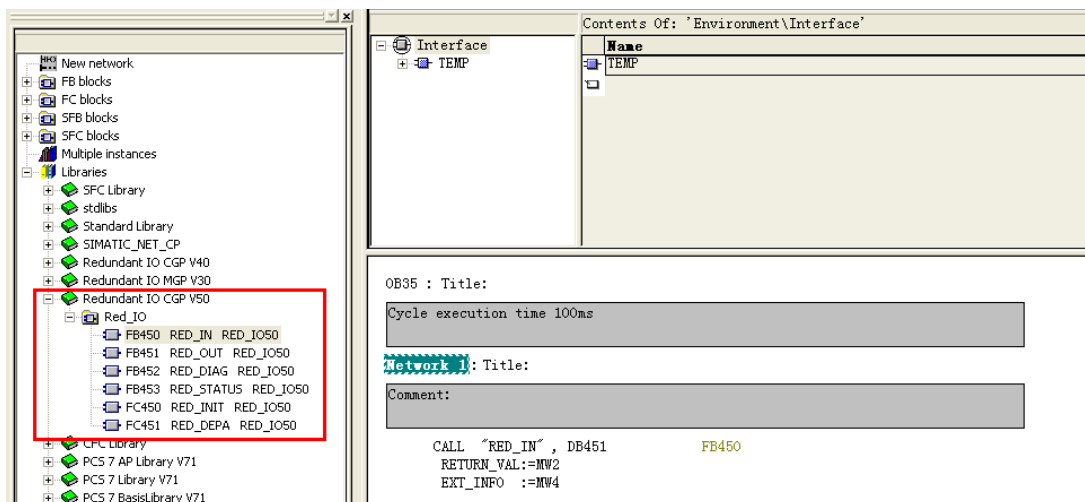 New network
FB blocks
FC blocks
SFB blocks
SFC blocks
Multiple instances
Libraries
SFC Library
stdlibs
Standard Library
SIMATIC_NET_CP
Redundant IO CGP V40
Redundant IO MGP V30
Redundant IO CGP V50
Red_IO
FB450 RED_IN RED_IO50
FB451 RED_OUT RED_IO50
FB452 RED_DIAG RED_IO50
FB453 RED_STATUS RED_IO50
FC450 RED_INIT RED_IO50
FC451 RED_DEPA RED_IO50
CFC Library
PCS 7 AP Library V71
PCS 7 Library V71
PCS 7 BasisLibrary V71
Interface
TEMP
Contents Of: 'Environment\Interface'
Name
TEMP
OB35 : Title:
Cycle execution time 100ms
Network 1: Title:
Comment:
CALL "RED_IN" , DB451 FB450
RETURN_VAL:=MW2
EXT_INFO :=MW4